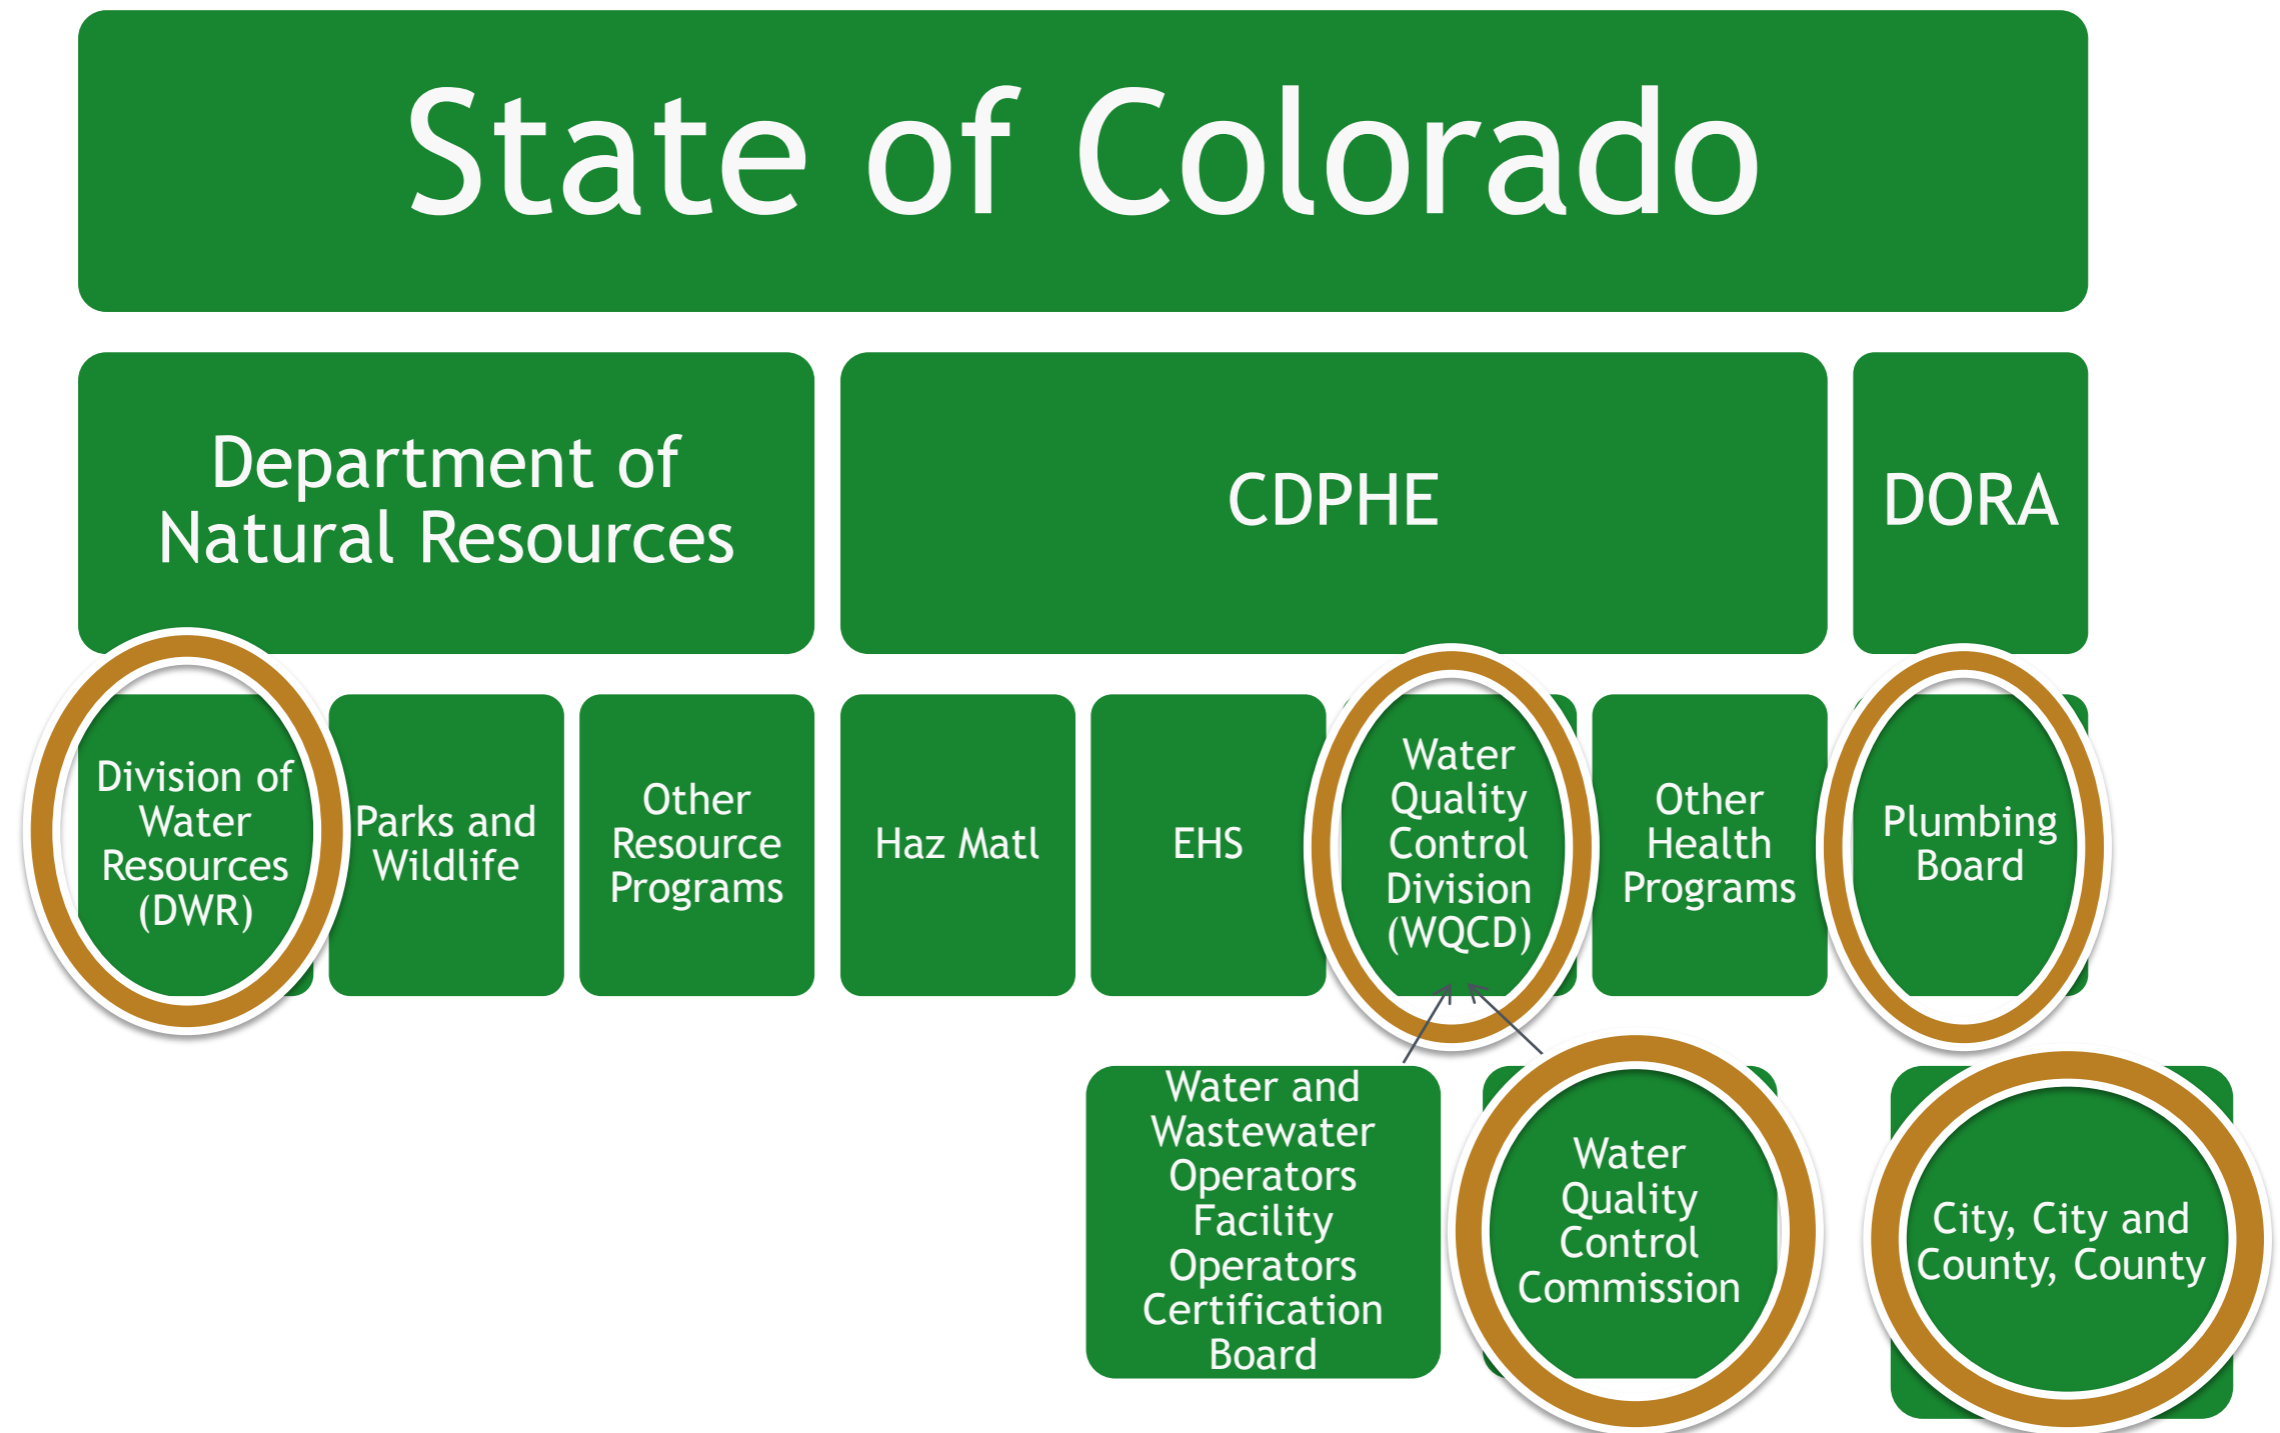 State of Colorado
Department of
Natural Resources
CDPHE
DORA
Division of
Water
Resources
(DWR)
Parks and
Wildlife
Other
Resource
Programs
Haz Matl
EHS
Water
Quality
Control
Division
(WQCD)
Other
Health
Programs
Plumbing
Board
Water and
Wastewater
Operators
Facility
Operators
Certification
Board
Water
Quality
Control
Commission
City, City and
County, County